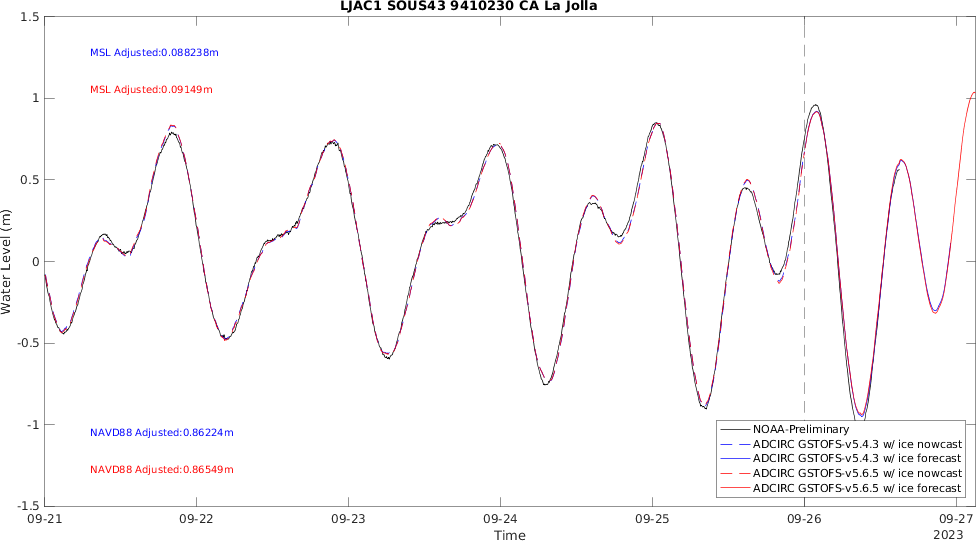 LJAC1 SOUS43 9410230 CA La Jolla
1.5
1
0.5
0
-0.5
-1
-1.5
Water Level (m)
MSL Adjusted:0.088238m
MSL Adjusted:0.09149m
NAVD88 Adjusted:0.86224m
NAVD88 Adjusted:0.86549m
NOAA-Preliminary
ADCIRC GSTOFS-v5.4.3 w/ ice nowcast
ADCIRC GSTOFS-v5.4.3 w/ ice forecast
ADCIRC GSTOFS-v5.6.5 w/ ice nowcast
ADCIRC GSTOFS-v5.6.5 w/ ice forecast
09-21 09-22 09-23 09-24 09-25 09-26 09-27
Time
2023